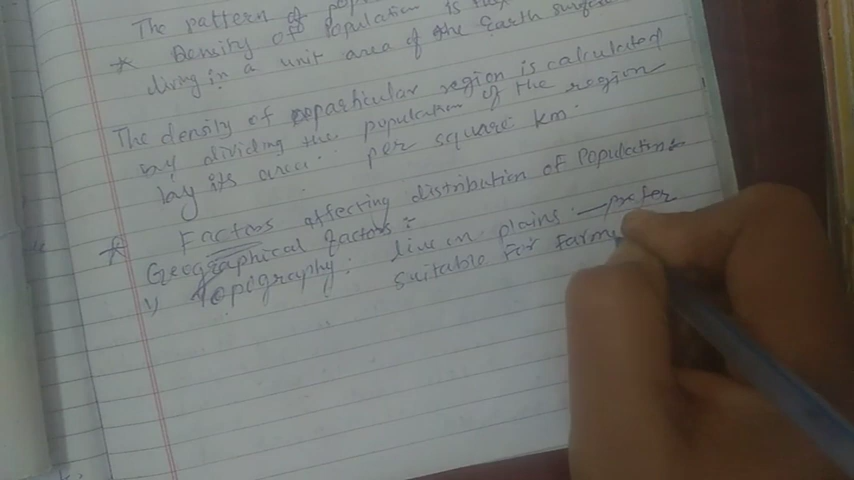 The pattern of
* Density of Population is
living in a unit area of the Earth surface
The density of particular region is calculated
by dividing the population of the region
by its area. per square km.
* Factors affecting distribution of Population:-
Geographical factors:
1) Topography: live in plains - prefer
suitable for farm